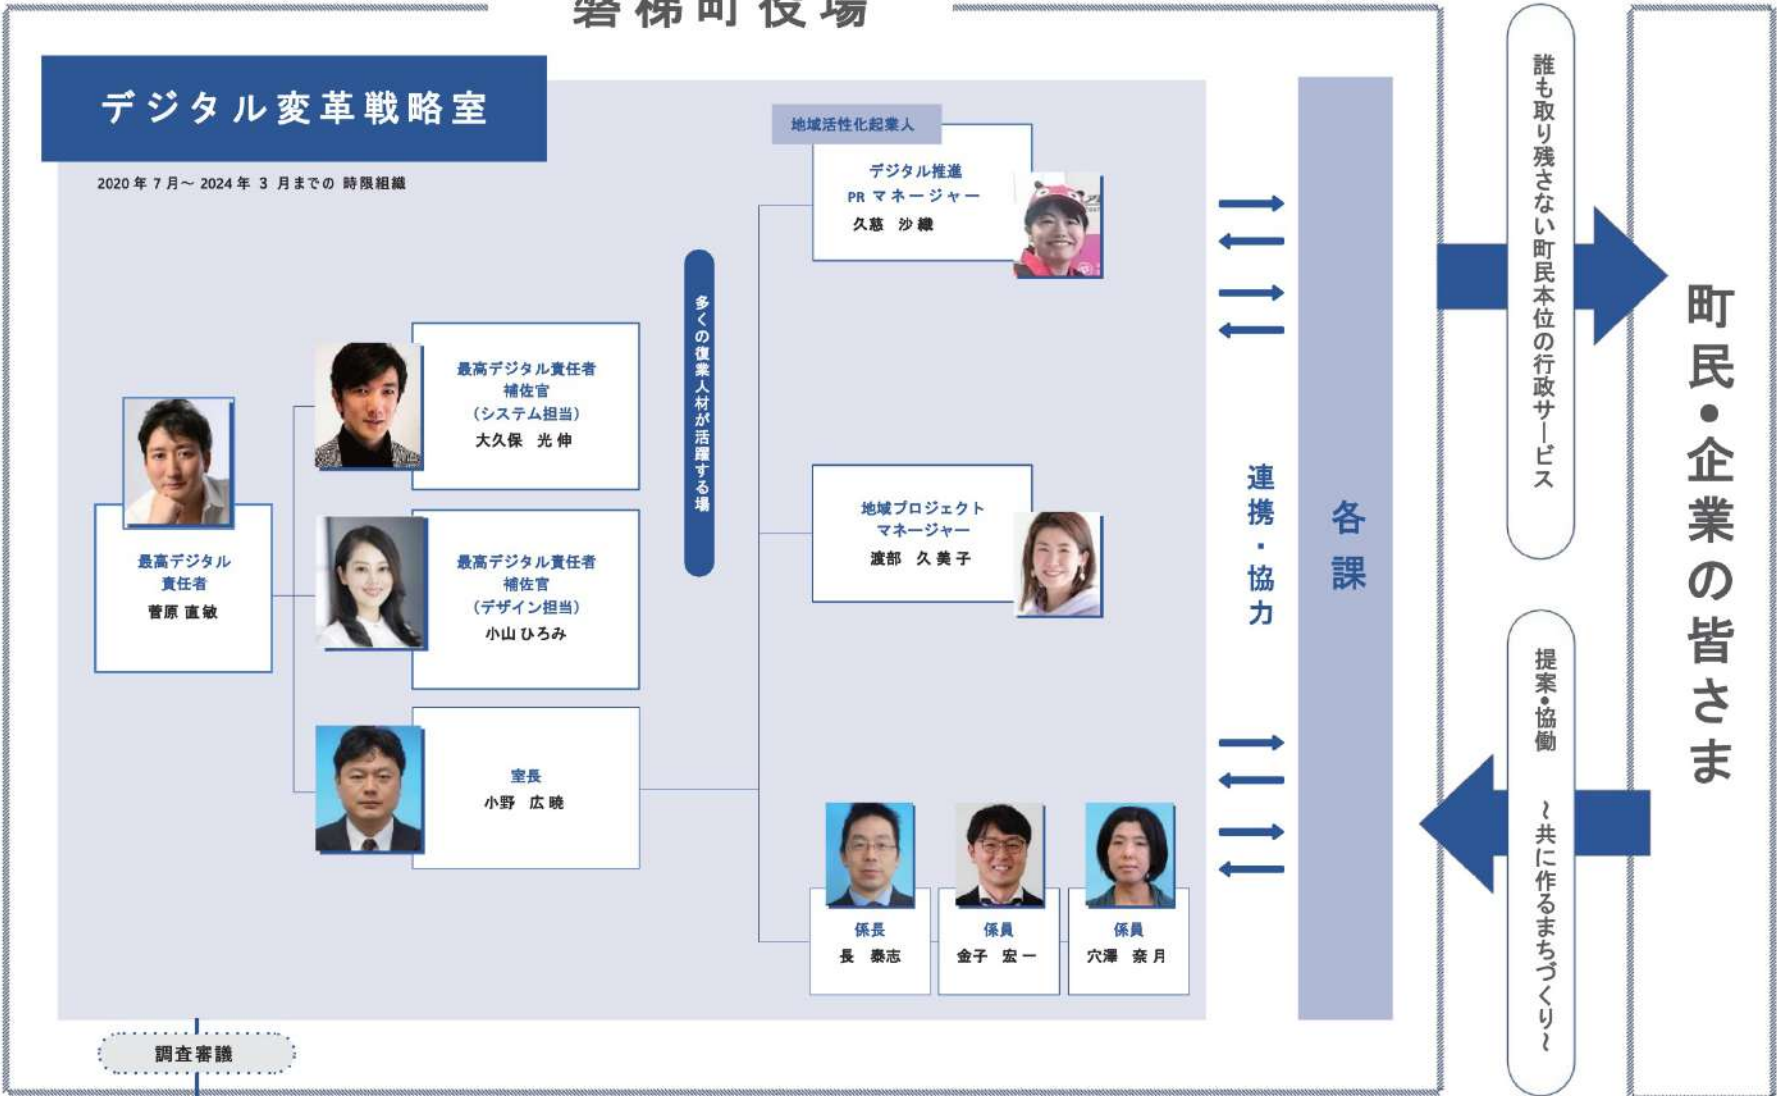 磐梯町役場
デジタル変革戦略室
2020年7月～2024年3月までの時限組織
最高デジタル
責任者
菅原 直敏
最高デジタル責任者
補佐官
（システム担当）
大久保 光伸
最高デジタル責任者
補佐官
（デザイン担当）
小山 ひろみ
室長
小野 広暁
多くの復業人材が活躍する場
地域活性化起業人
デジタル推進
PR マネージャー
久慈 沙織
地域プロジェクト
マネージャー
渡部 久美子
係長
長 泰志
係員
金子 宏一
係員
穴澤 奈月
連携・協力
各課
誰も取り残さない町民本位の行政サービス
提案・協働 ～共に作るまちづくり～
町民・企業の皆さま
調査審議